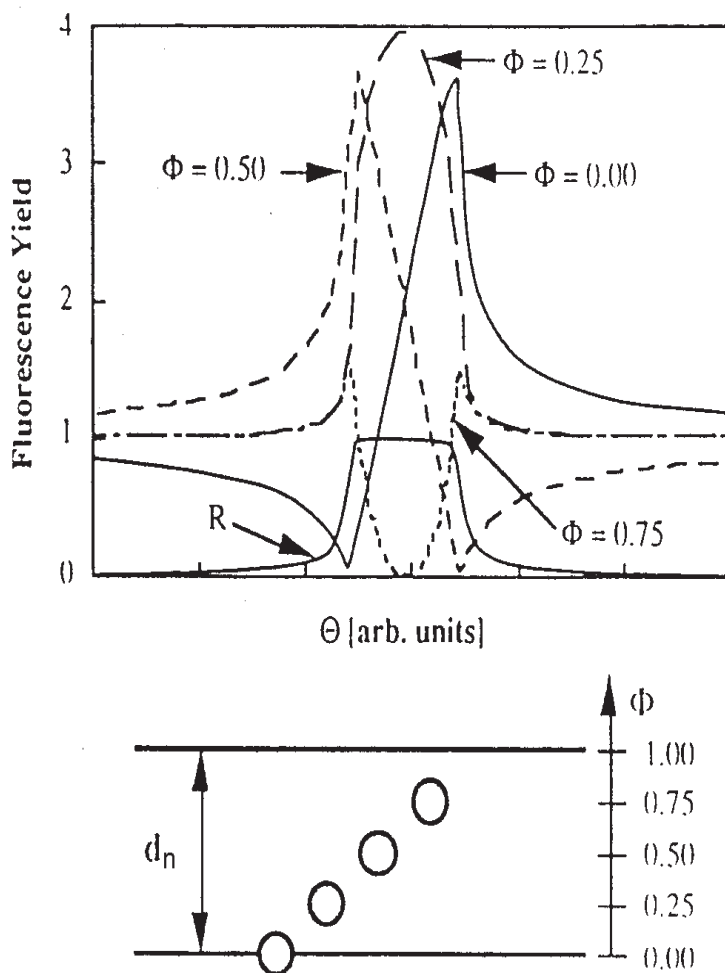 4
Φ = 0.25
3
Φ = 0.50
Φ = 0.00
Fluorescence Yield
2
1
R
Φ = 0.75
0
Θ [arb. units]
Φ
1.00
0.75
dn
0.50
0.25
0.00